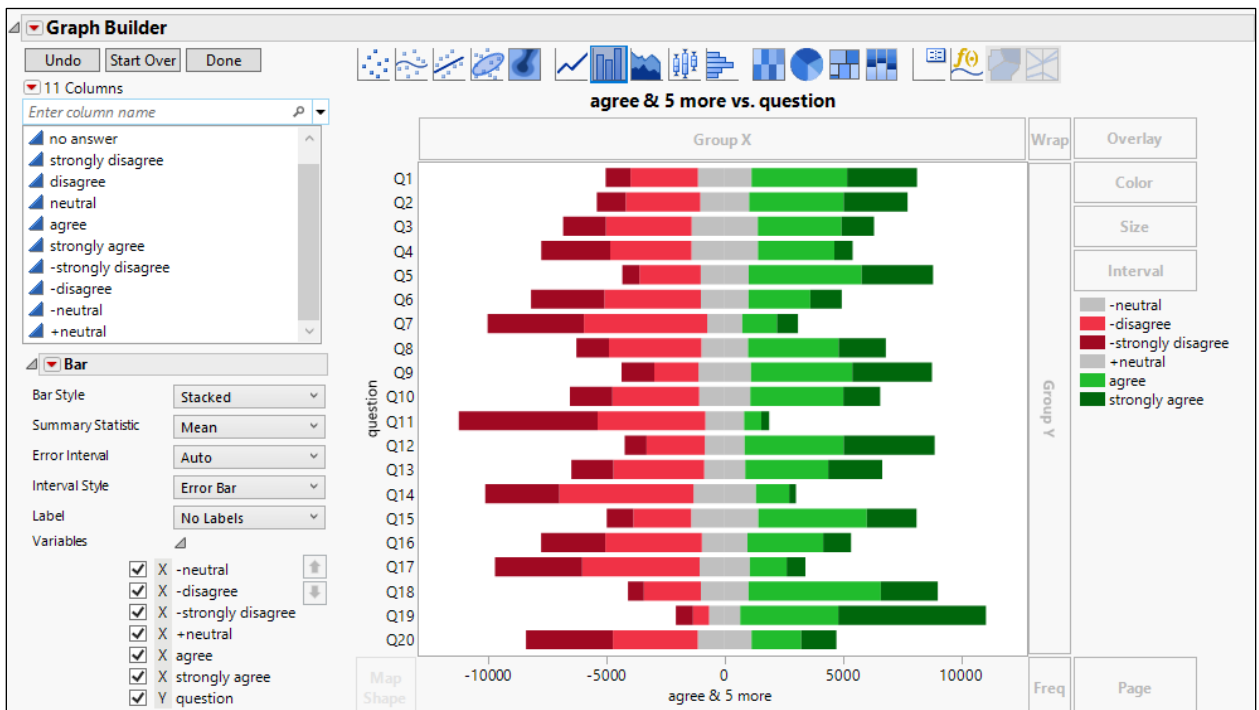 Graph Builder
Undo Start Over Done
11 Columns
Enter column name
no answer
strongly disagree
disagree
neutral
agree
strongly agree
-strongly disagree
-disagree
-neutral
+neutral
Bar
Bar Style Stacked
Summary Statistic Mean
Error Interval Auto
Interval Style Error Bar
Label No Labels
Variables
X -neutral
X -disagree
X -strongly disagree
X +neutral
X agree
X strongly agree
Y question
agree & 5 more vs. question
Group X
Wrap
Overlay
Color
Size
Interval
-neutral
-disagree
-strongly disagree
+neutral
agree
strongly agree
question
Q1
Q2
Q3
Q4
Q5
Q6
Q7
Q8
Q9
Q10
Q11
Q12
Q13
Q14
Q15
Q16
Q17
Q18
Q19
Q20
Group Y
Map
Shape
-10000 -5000 0 5000 10000
agree & 5 more
Freq
Page